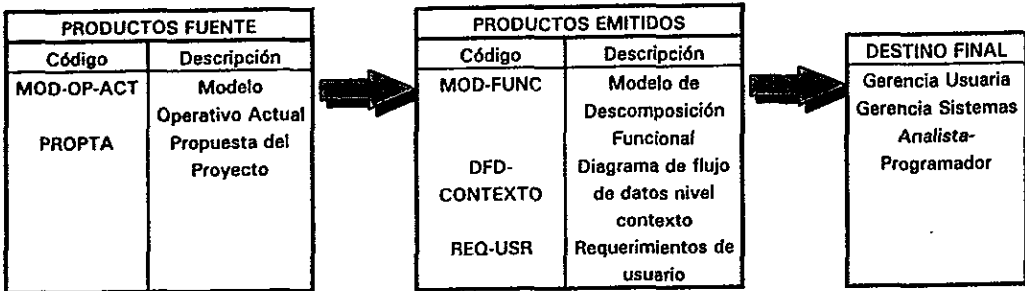 PRODUCTOS FUENTE
Código Descripción
MOD-OP-ACT Modelo
Operativo Actual
PROPTA Propuesta del
Proyecto
PRODUCTOS EMITIDOS
Código Descripción
MOD-FUNC Modelo de
Descomposición
Funcional
DFD- Diagrama de flujo
CONTEXTO de datos nivel
contexto
REQ-USR Requerimientos de
usuario
DESTINO FINAL
Gerencia Usuaria
Gerencia Sistemas
Analista-
Programador